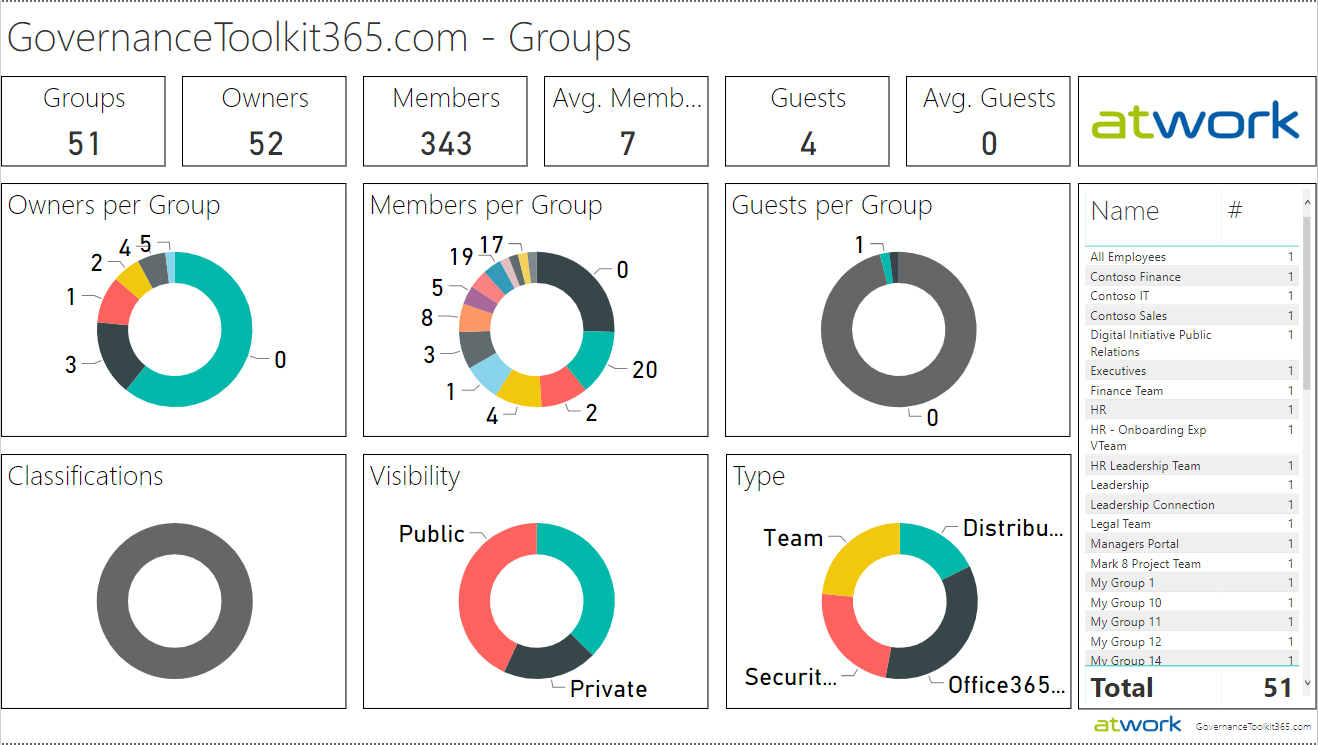 GovernanceToolkit365.com - Groups
Groups
51
Owners
52
Members
343
Avg. Memb...
7
Guests
4
Avg. Guests
0
atwork
Owners per Group
5
4
2
1
3
0
Members per Group
17
19
5
8
3
1
4
2
20
0
Guests per Group
1
0
Classifications
Visibility
Public
Private
Type
Team
Distribu...
Securit...
Office365...
Name #
All Employees 1
Contoso Finance 1
Contoso IT 1
Contoso Sales 1
Digital Initiative Public 1
Relations
Executives 1
Finance Team 1
HR 1
HR - Onboarding Exp 1
VTeam
HR Leadership Team 1
Leadership 1
Leadership Connection 1
Legal Team 1
Managers Portal 1
Mark 8 Project Team 1
My Group 1 1
My Group 10 1
My Group 11 1
My Group 12 1
My Group 14 1
Total 51
atwork GovernanceToolkit365.com